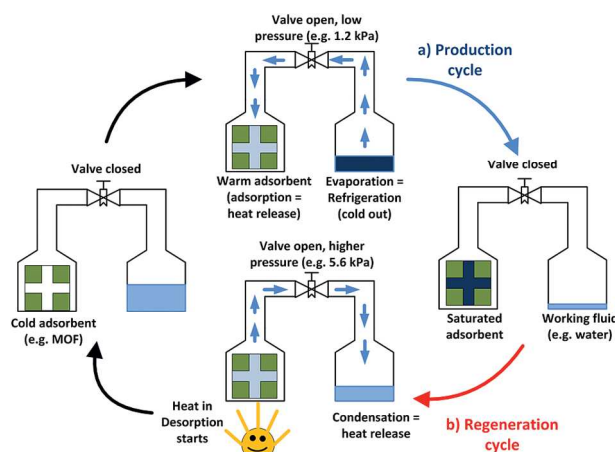 Valve open, low
pressure (e.g. 1.2 kPa)
a) Production
cycle
Valve closed
Valve closed
Warm adsorbent
(adsorption =
heat release)
Evaporation =
Refrigeration
(cold out)
Valve open, higher
pressure (e.g. 5.6 kPa)
Cold adsorbent
(e.g. MOF)
Saturated
adsorbent
Working fluid
(e.g. water)
Heat in
Desorption
starts
Condensation =
heat release
b) Regeneration
cycle